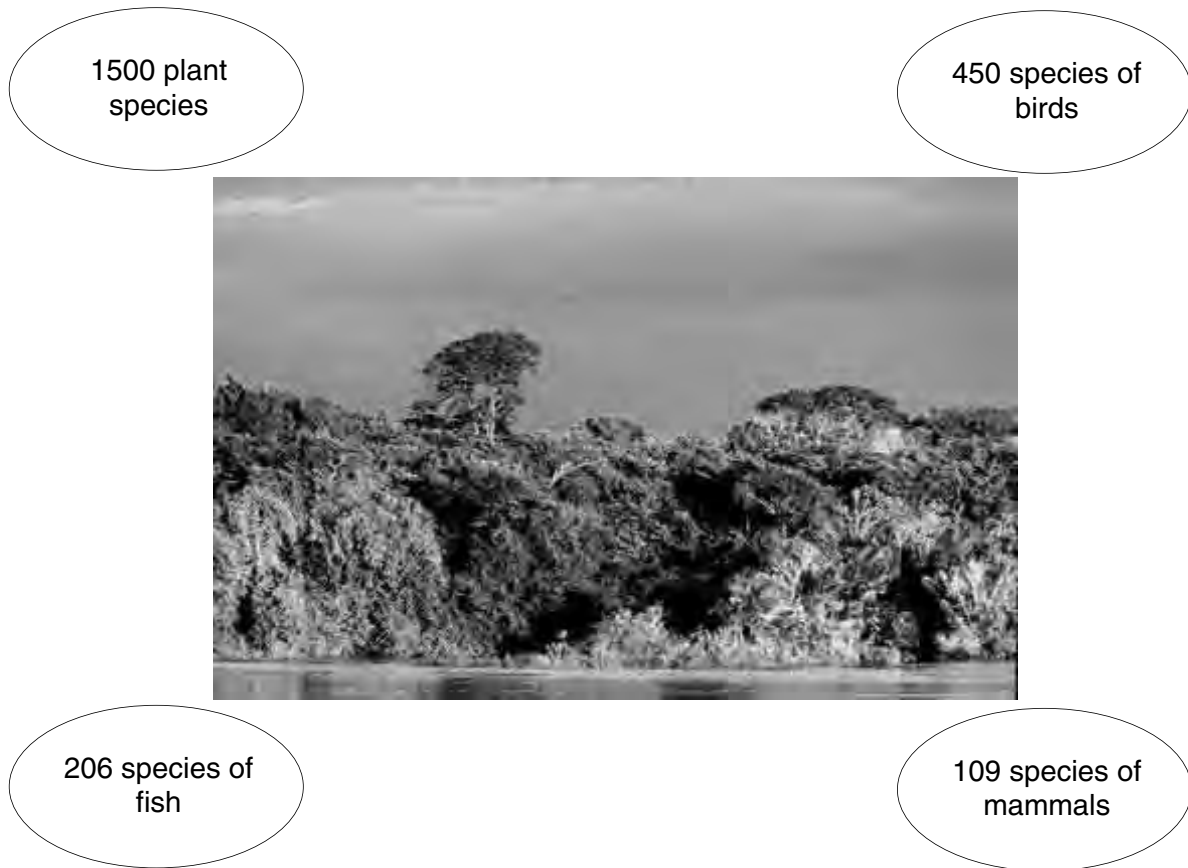 1500 plant
species
450 species of
birds
206 species of
fish
109 species of
mammals